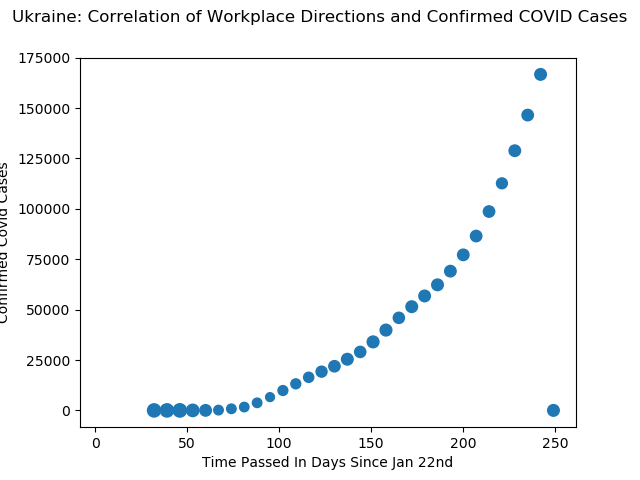 Ukraine: Correlation of Workplace Directions and Confirmed COVID Cases
175000
150000
125000
100000
75000
50000
25000
0
Confirmed Covid Cases
0 50 100 150 200 250
Time Passed In Days Since Jan 22nd